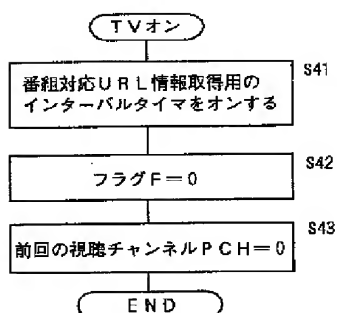 TVオン
S41
番組対応URL情報取得用の
インターバルタイマをオンする
S42
フラグF＝0
S43
前回の視聴チャンネルPCH＝0
END